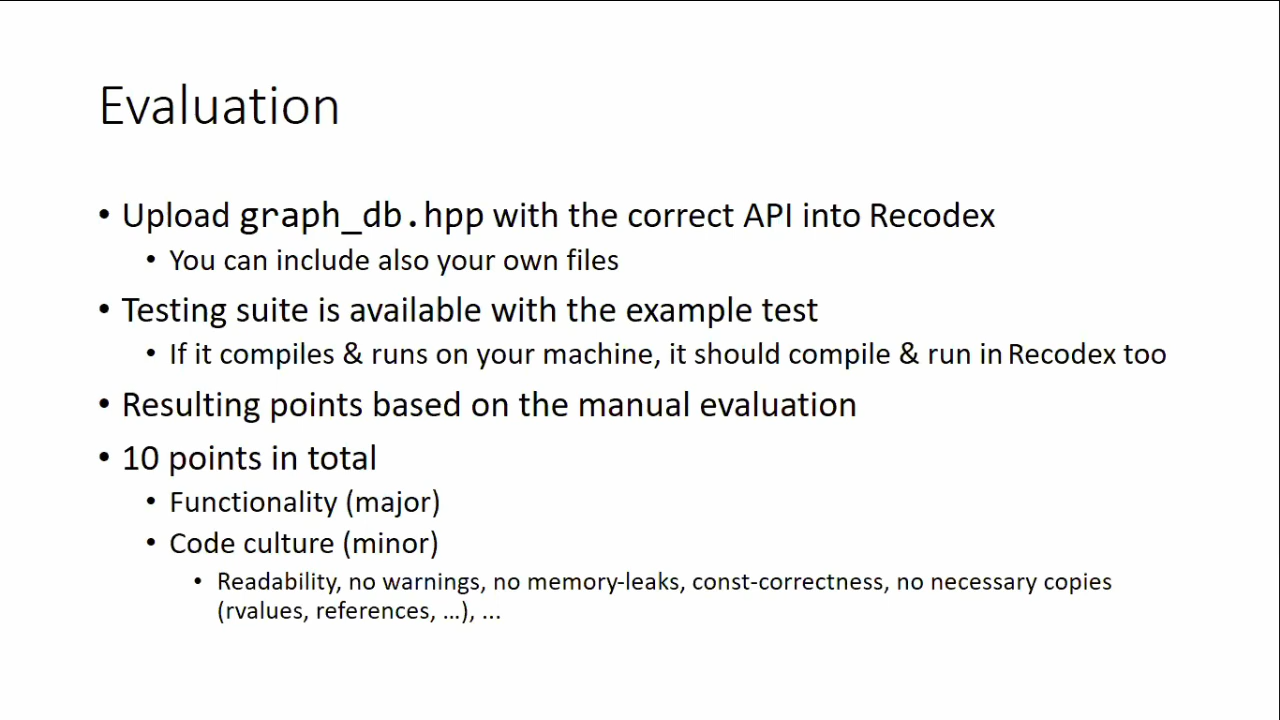 Evaluation
• Upload graph_db.hpp with the correct API into Recodex
• You can include also your own files
• Testing suite is available with the example test
• If it compiles & runs on your machine, it should compile & run in Recodex too
• Resulting points based on the manual evaluation
• 10 points in total
• Functionality (major)
• Code culture (minor)
• Readability, no warnings, no memory-leaks, const-correctness, no necessary copies
(rvalues, references, …), ...